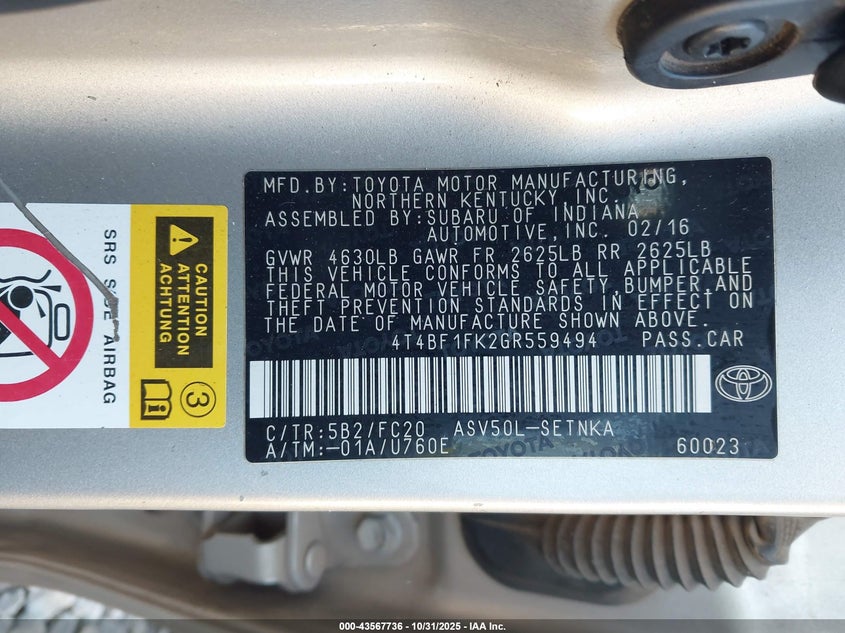 SRS SIDE AIRBAG
CAUTION
ATTENTION
ACHTUNG
3
MFD.BY:TOYOTA MOTOR MANUFACTURING,
NORTHERN KENTUCKY, INC.
ASSEMBLED BY:SUBARU OF INDIANA
AUTOMOTIVE,INC. 02/16
GVWR 4630LB GAWR FR 2625LB RR 2625LB
THIS VEHICLE CONFORMS TO ALL APPLICABLE
FEDERAL MOTOR VEHICLE SAFETY,BUMPER,AND
THEFT PREVENTION STANDARDS IN EFFECT ON
THE DATE OF MANUFACTURE SHOWN ABOVE.
4T4BF1FK2GR559494 PASS.CAR
C/TR:5B2/FC20 ASV50L-SETNKA
A/TM:-01A/U760E 60023
000-43567736 - 10/31/2025 - IAA Inc.